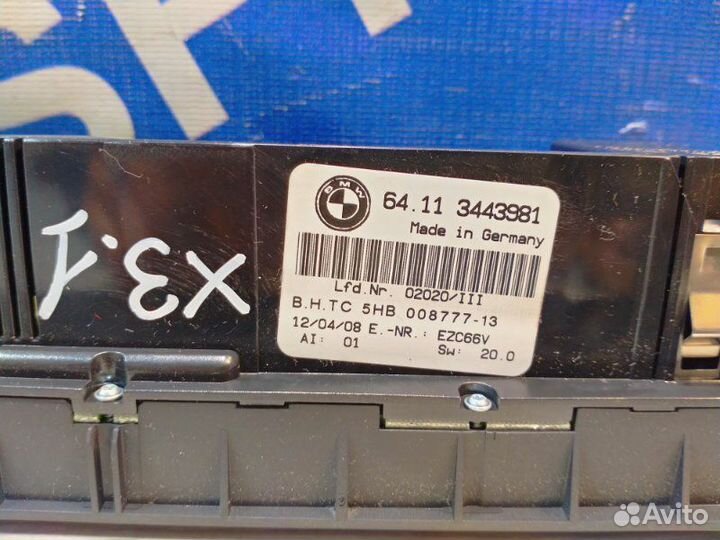 BMW
64.11 3443981
Made in Germany
Lfd.Nr. 02020/III
B.H.TC 5HB 008777-13
12/04/08 E.-NR.: EZC66V
AI: 01 SW: 20.0
X3.1
Avito